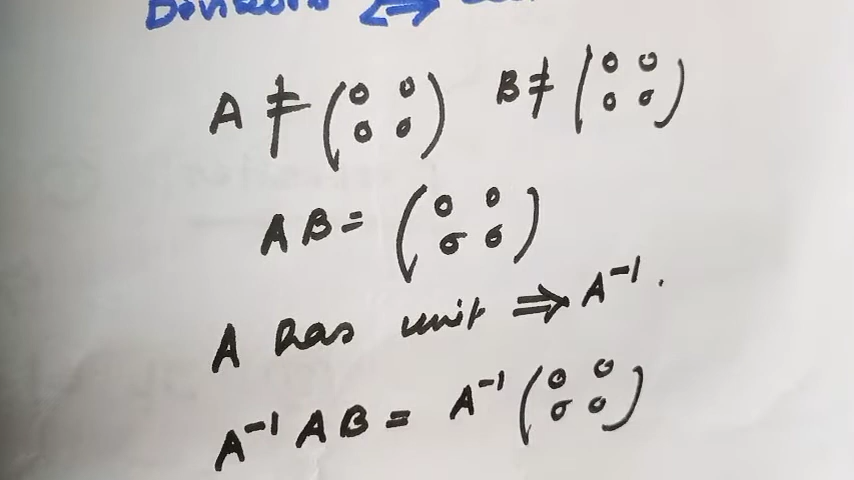 ⇔
A ≠ (0 0 0 0) B ≠ (0 0 0 0)
AB = (0 0 0 0)
A has unit ⇒ A⁻¹.
A⁻¹ A B = A⁻¹ (0 0 0 0)